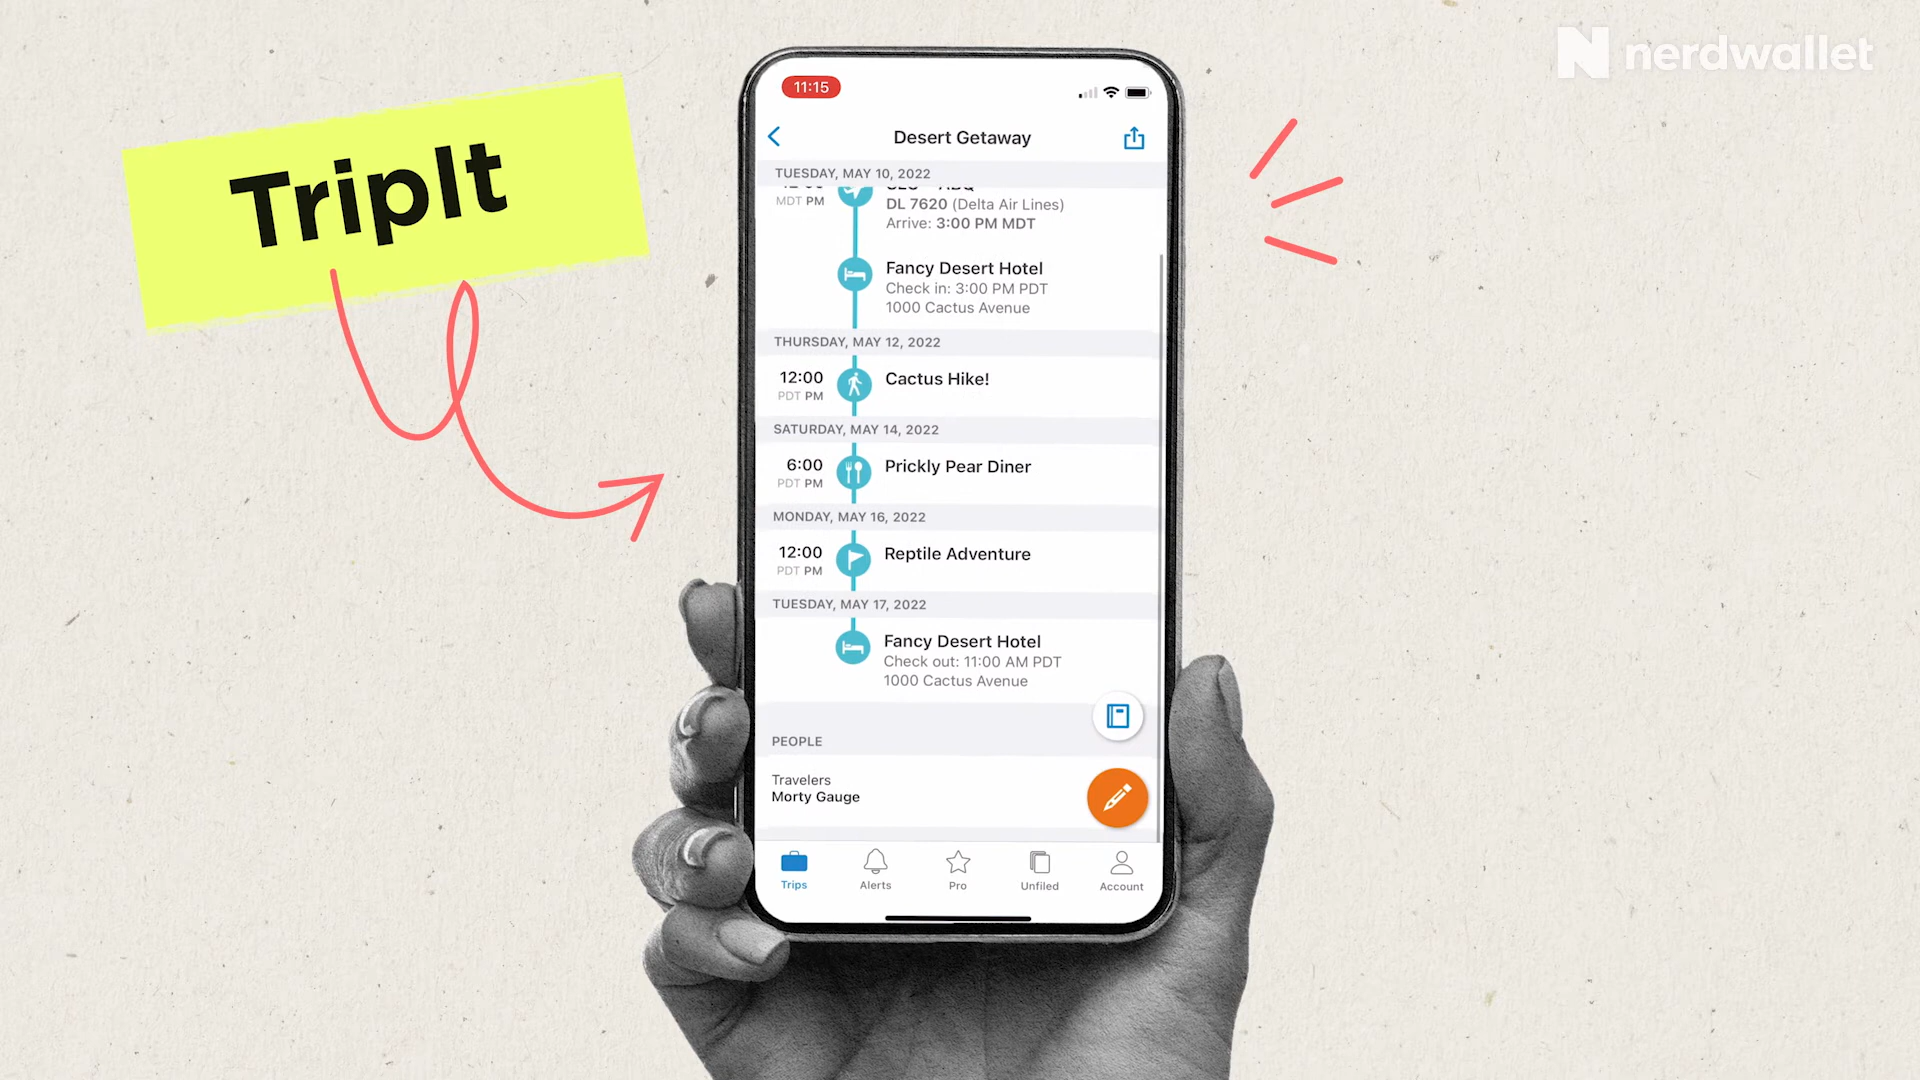 nerdwallet
TripIt
11:15
Desert Getaway
TUESDAY, MAY 10, 2022
MDT PM
DL 7620 (Delta Air Lines)
Arrive: 3:00 PM MDT
Fancy Desert Hotel
Check in: 3:00 PM PDT
1000 Cactus Avenue
THURSDAY, MAY 12, 2022
12:00
PDT PM
Cactus Hike!
SATURDAY, MAY 14, 2022
6:00
PDT PM
Prickly Pear Diner
MONDAY, MAY 16, 2022
12:00
PDT PM
Reptile Adventure
TUESDAY, MAY 17, 2022
Fancy Desert Hotel
Check out: 11:00 AM PDT
1000 Cactus Avenue
PEOPLE
Travelers
Morty Gauge
Trips
Alerts
Pro
Unfiled
Account